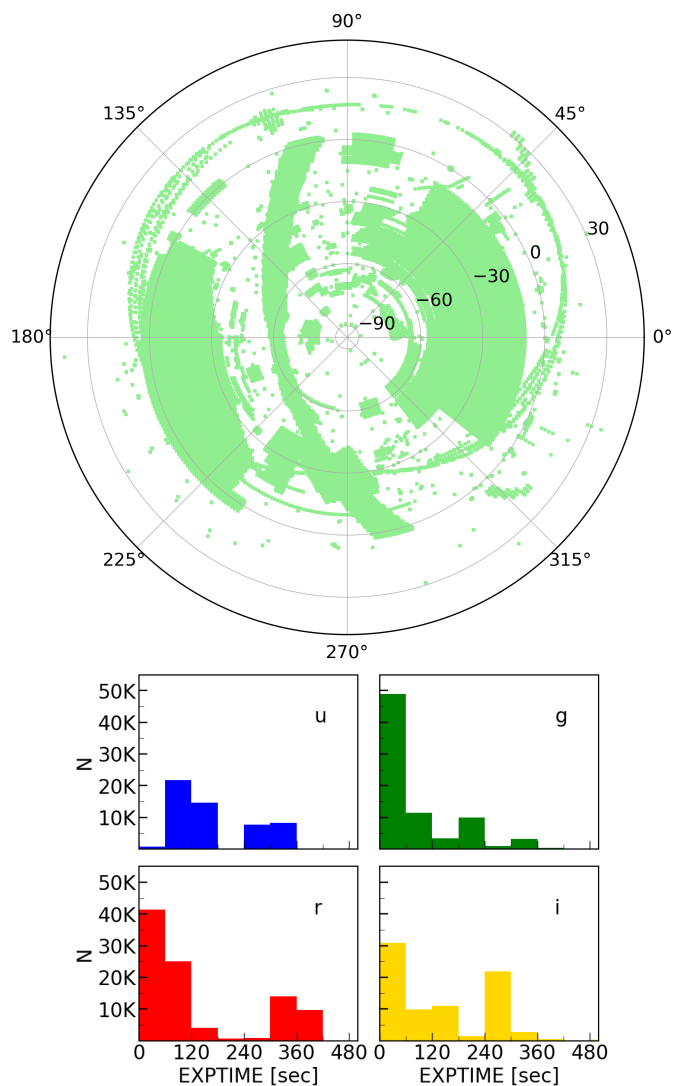 90°
135° 45°
30
0
−30
−60
−90
180° 0°
225° 315°
270°
50K u g
40K
30K
20K
10K
N
50K r i
40K
30K
20K
10K
N
0 120 240 360 480 0 120 240 360 480
EXPTIME [sec] EXPTIME [sec]